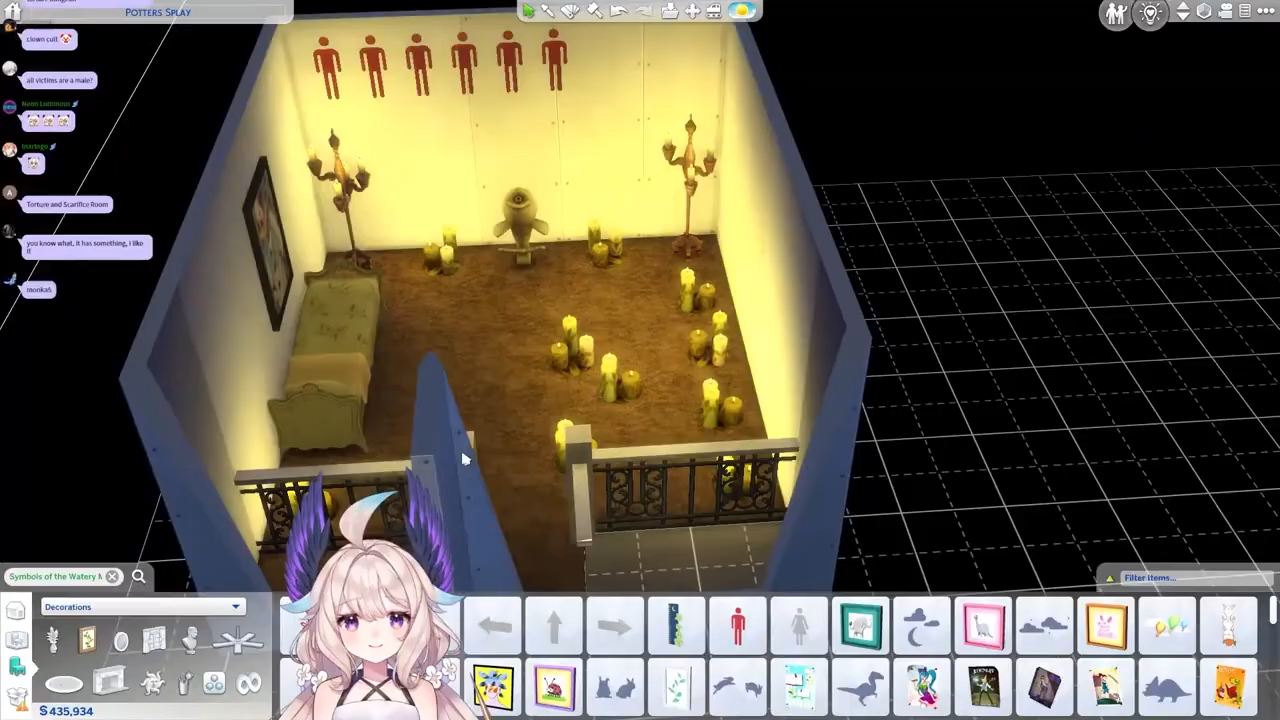 POTTERS SPLAY
clown cult 🤡
all victims are a male?
Neon Luminous
Torture and Scarifice Room
you know what, it has something, i like
it
monkaS
Symbols of the Watery M
Filter Items...
Decorations
$435,934